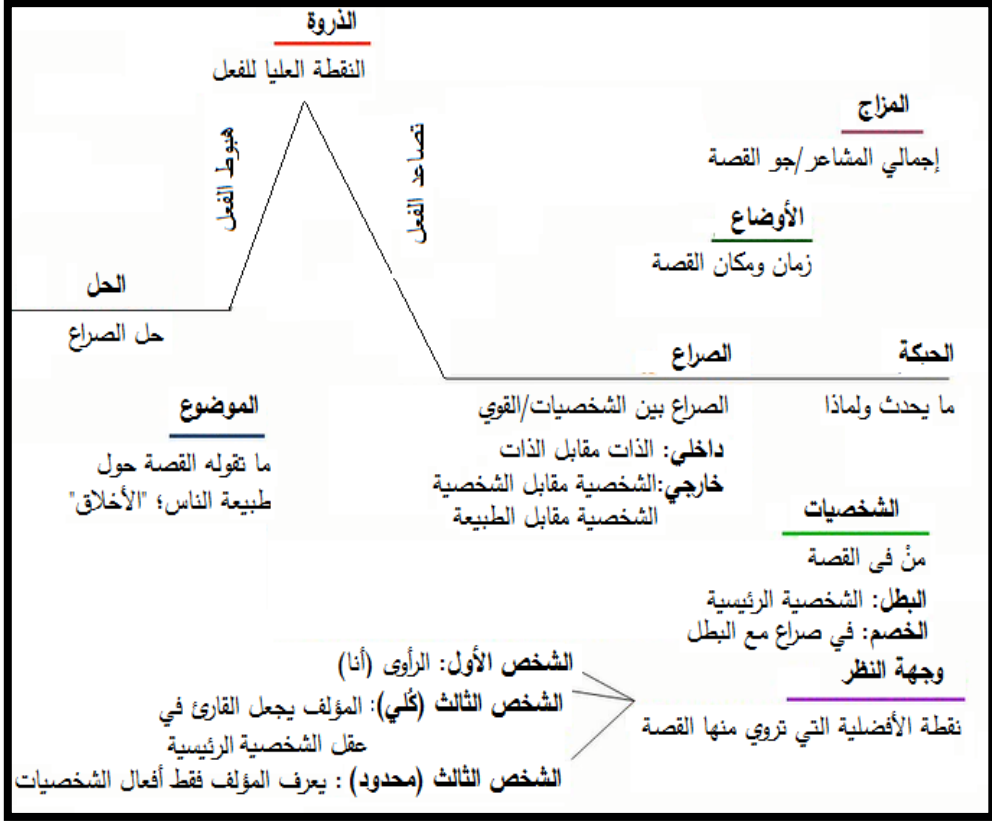 الذروة
النقطة العليا للفعل
هبوط الفعل
تصاعد الفعل
المزاج
إجمالي المشاعر/جو القصة
الأوضاع
زمان ومكان القصة
الحل
حل الصراع
الحبكة
ما يحدث ولماذا
الصراع
الصراع بين الشخصيات/القوي
داخلي: الذات مقابل الذات
خارجي:الشخصية مقابل الشخصية
الشخصية مقابل الطبيعة
الموضوع
ما تقوله القصة حول
طبيعة الناس؛ "الأخلاق"
الشخصيات
منْ فى القصة
البطل: الشخصية الرئيسية
الخصم: في صراع مع البطل
وجهة النظر
نقطة الأفضلية التي تروي منها القصة
الشخص الأول: الرأوى (أنا)
الشخص الثالث (كُلي): المؤلف يجعل القارئ في
عقل الشخصية الرئيسية
الشخص الثالث (محدود) : يعرف المؤلف فقط أفعال الشخصيات